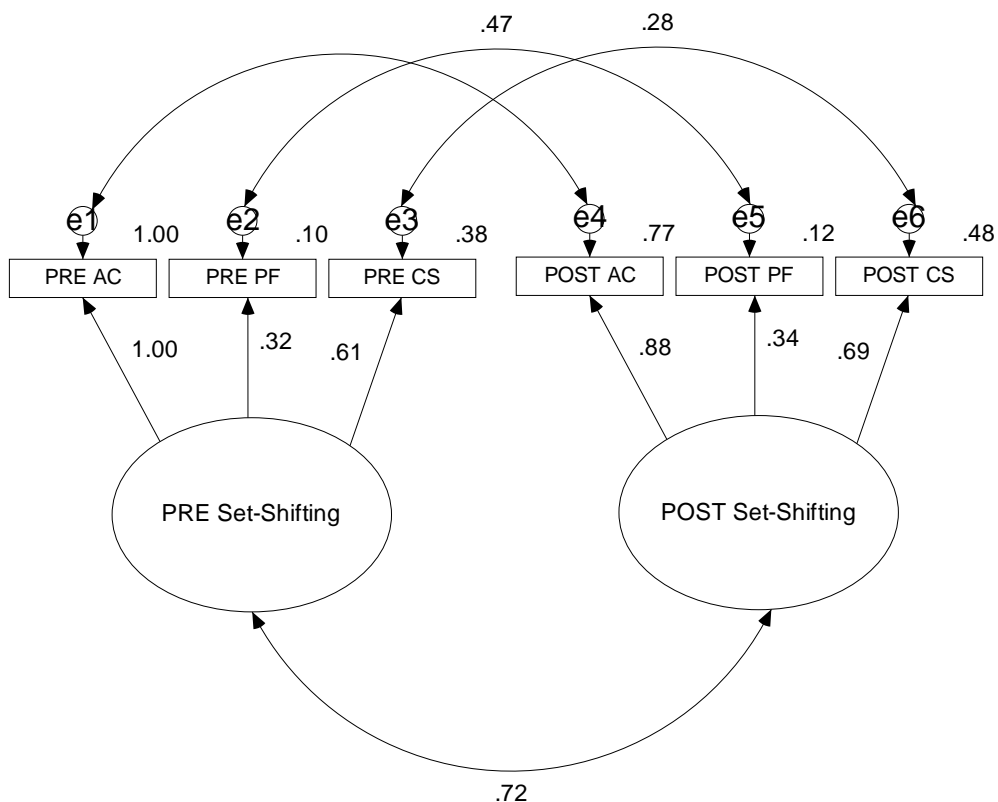 .47
.28
e1
e2
e3
e4
e5
e6
1.00
.10
.38
.77
.12
.48
PRE AC
PRE PF
PRE CS
POST AC
POST PF
POST CS
1.00
.32
.61
.88
.34
.69
PRE Set-Shifting
POST Set-Shifting
.72